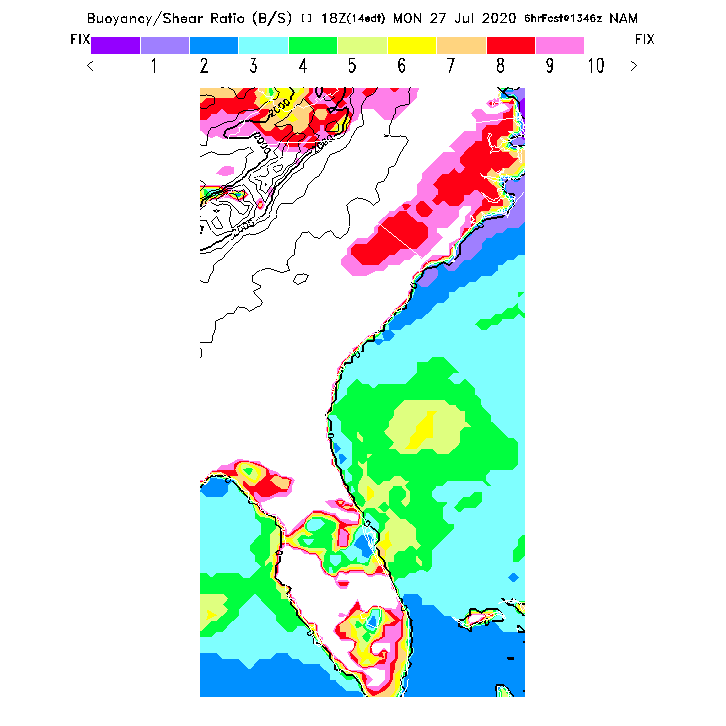 Buoyancy/Shear Ratio (B/S) [] 18Z(14edt) MON 27 Jul 2020 6hrFcst@1346z NAM
FIX FIX
< 1 2 3 4 5 6 7 8 9 10 >
2000